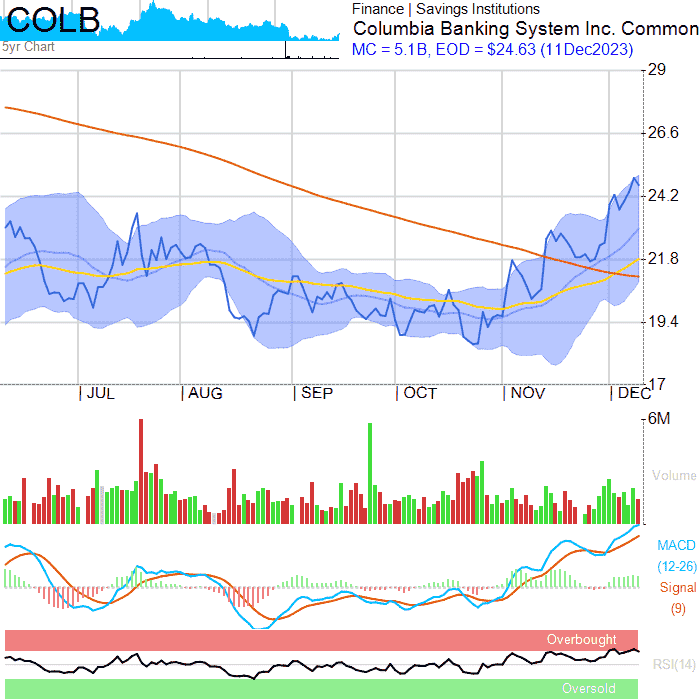 COLB
5yr Chart
Finance | Savings Institutions
Columbia Banking System Inc. Common
MC = 5.1B, EOD = $24.63 (11Dec2023)
29
26.6
24.2
21.8
19.4
17
JUL
AUG
SEP
OCT
NOV
DEC
6M
Volume
MACD
(12-26)
Signal
(9)
Overbought
RSI(14)
Oversold